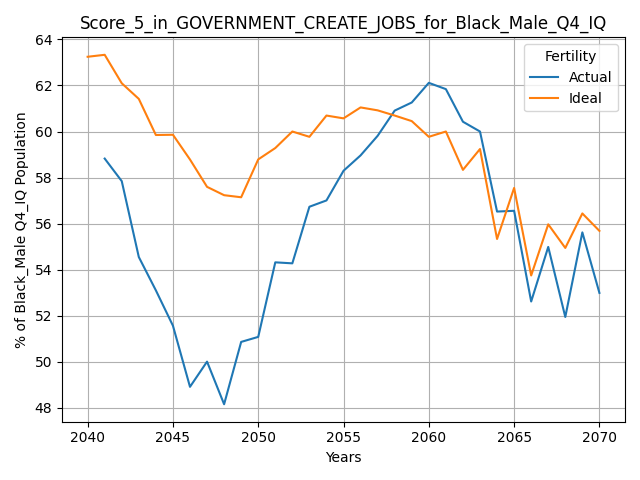 Score_5_in_GOVERNMENT_CREATE_JOBS_for_Black_Male_Q4_IQ
Fertility
Actual
Ideal
% of Black_Male Q4_IQ Population
64
62
60
58
56
54
52
50
48
2040
2045
2050
2055
2060
2065
2070
Years